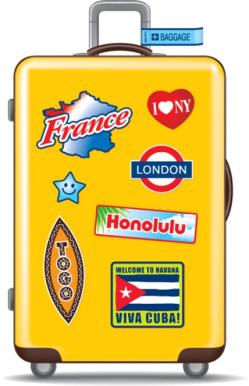 BAGGAGE
France
I ♥ NY
LONDON
Honolulu
TOGO
WELCOME TO HAVANA
VIVA CUBA!